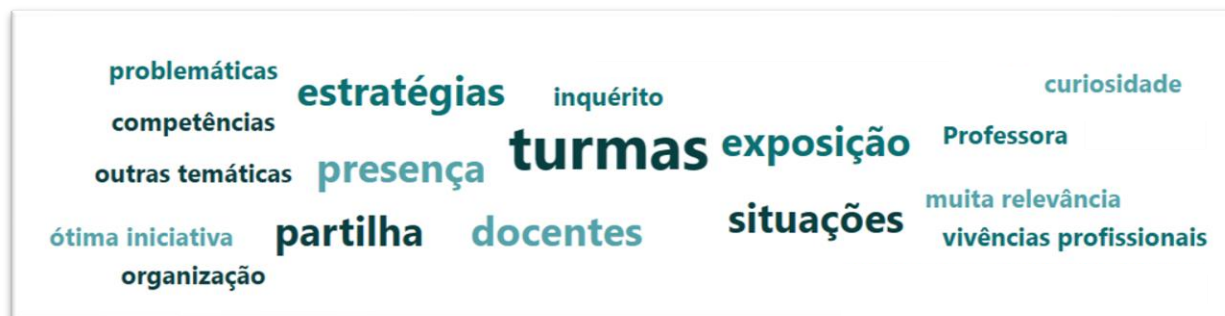 problemáticas
estratégias
inquérito
curiosidade
competências
turmas
exposição
Professora
outras temáticas
presença
muita relevância
situações
ótima iniciativa
partilha
docentes
vivências profissionais
organização